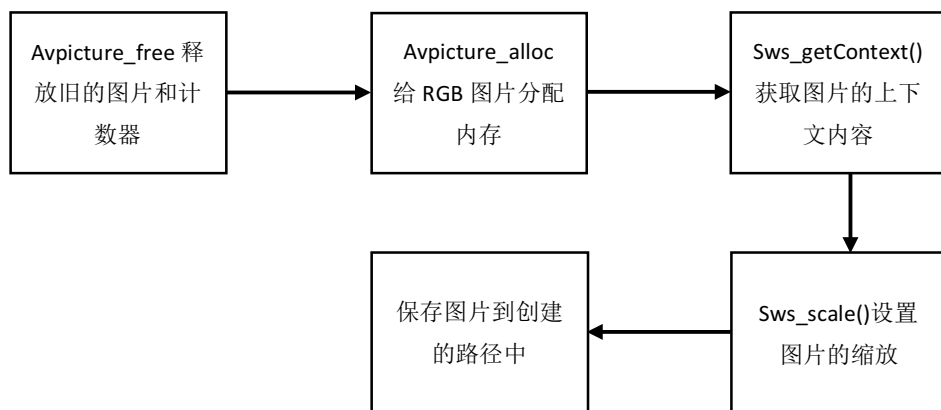 Avpicture_free 释
放旧的图片和计
数器
Avpicture_alloc
给 RGB 图片分配
内存
Sws_getContext()
获取图片的上下
文内容
Sws_scale()设置
图片的缩放
保存图片到创建
的路径中